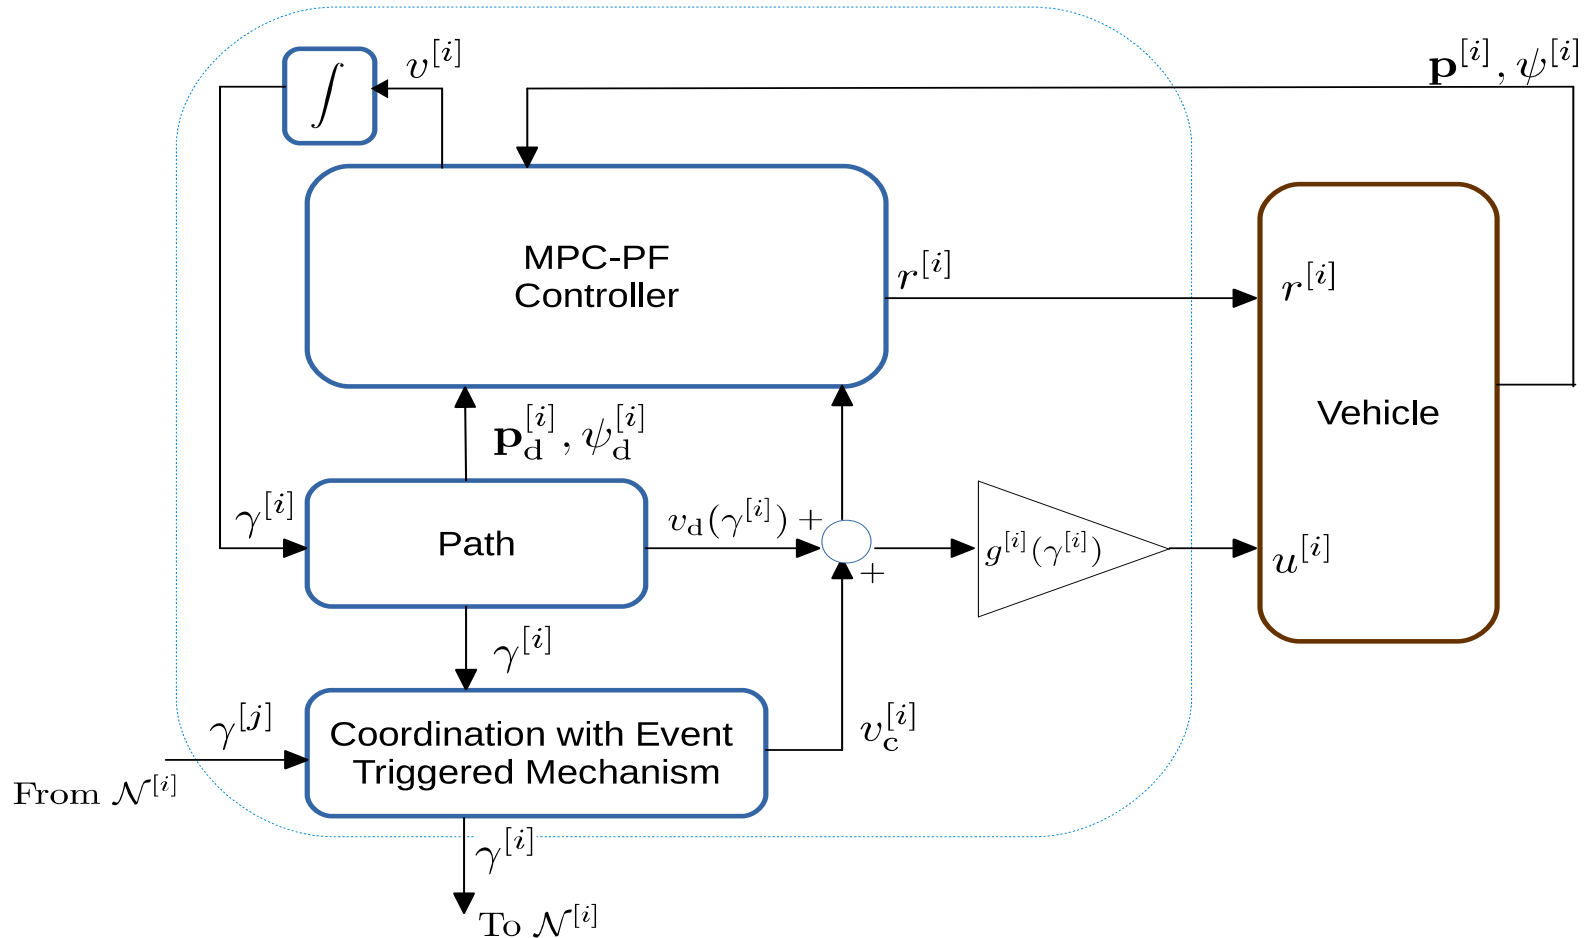 ∫
v^{[i]}
𝐩^{[i]}, ψ^{[i]}
MPC-PF
Controller
r^{[i]}
r^{[i]}
Vehicle
𝐩_d^{[i]}, ψ_d^{[i]}
γ^{[i]}
Path
v_d(γ^{[i]}) +
+
g^{[i]}(γ^{[i]})
u^{[i]}
γ^{[i]}
γ^{[j]}
From 𝒩^{[i]}
Coordination with Event
Triggered Mechanism
v_c^{[i]}
γ^{[i]}
To 𝒩^{[i]}